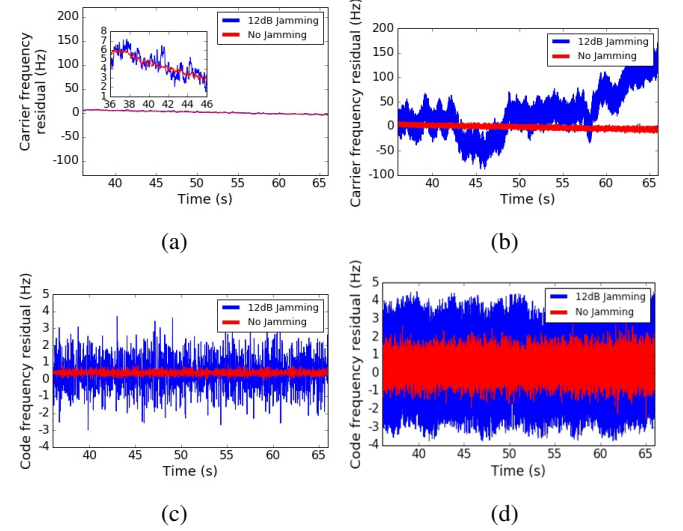 200
150
100
50
0
-50
-100
Carrier frequency
residual (Hz)
12dB Jamming
No Jamming
8
7
6
5
4
3
2
1
36 38 40 42 44 46
40 45 50 55 60 65
Time (s)
(a)
200
150
100
50
0
-50
-100
Carrier frequency residual (Hz)
12dB Jamming
No Jamming
40 45 50 55 60 65
Time (s)
(b)
5
4
3
2
1
0
-1
-2
-3
-4
Code frequency residual (Hz)
12dB Jamming
No Jamming
40 45 50 55 60 65
Time (s)
(c)
5
4
3
2
1
0
-1
-2
-3
-4
Code frequency residual (Hz)
12dB Jamming
No Jamming
40 45 50 55 60 65
Time (s)
(d)